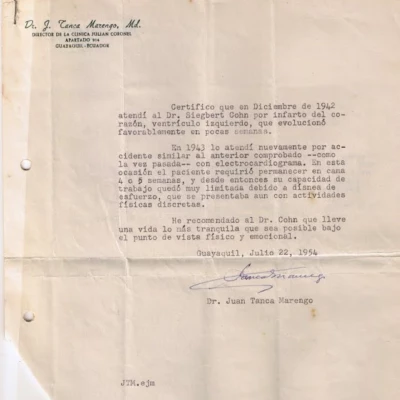 Dr. J. Tanca Marengo, Md.
DIRECTOR DE LA CLINICA JULIAN CORONEL
APARTADO
GUAYAQUIL-ECUADOR
Certifico que en Diciembre de 1942
atendí al Dr. Siegbert Cohn por infarto del co-
razón, ventrículo izquierdo, que evolucionó
favorablemente en pocas semanas.
En 1943 lo atendí nuevamente por ac-
cidente similar al anterior comprobado --como
la vez pasada-- con electrocardiograma. En esta
ocasión el paciente requirió permanecer en cama
4 o 5 semanas, y desde entonces su capacidad de
trabajo quedó muy limitada debido a disnea de
esfuerzo, que se presentaba aun con actividades
físicas discretas.
He recomendado al Dr. Cohn que lleve
una vida lo más tranquila que sea posible bajo
el punto de vista físico y emocional.
Guayaquil, Julio 22, 1954
Dr. Juan Tanca Marengo
JTM.ejm